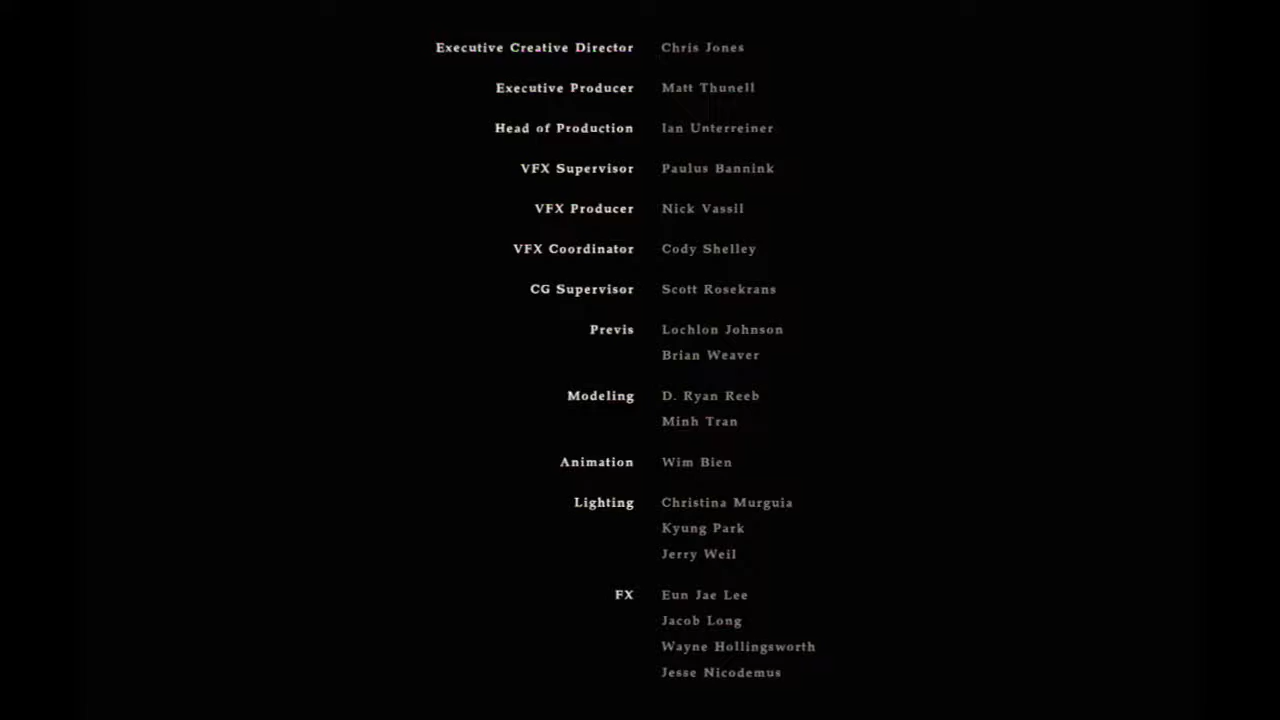 Executive Creative Director Chris Jones
Executive Producer Matt Thunell
Head of Production Ian Unterreiner
VFX Supervisor Paulus Bannink
VFX Producer Nick Vassil
VFX Coordinator Cody Shelley
CG Supervisor Scott Rosekrans
Previs Lochlon Johnson
Brian Weaver
Modeling D. Ryan Reeb
Minh Tran
Animation Wim Bien
Lighting Christina Murguia
Kyung Park
Jerry Weil
FX Eun Jae Lee
Jacob Long
Wayne Hollingsworth
Jesse Nicodemus